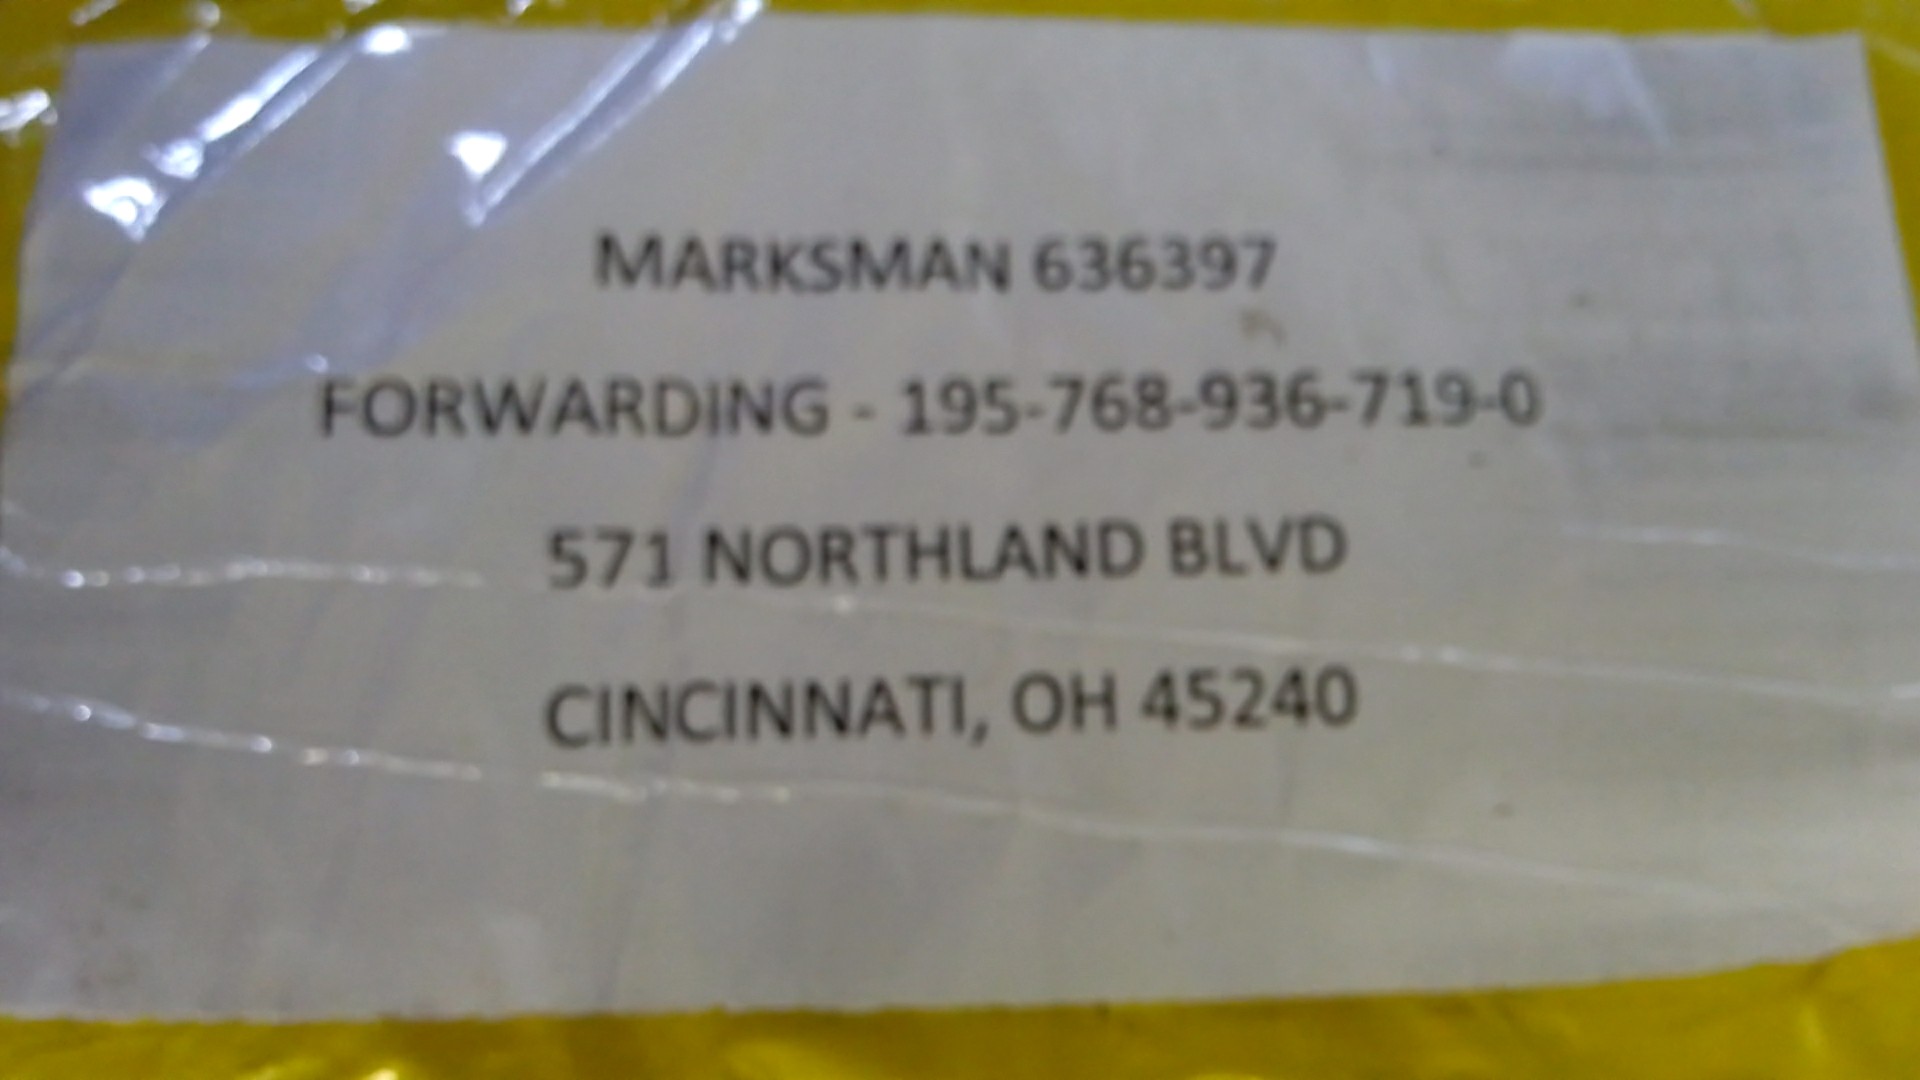 MARKSMAN 636397
FORWARDING - 195-768-936-719-0
571 NORTHLAND BLVD
CINCINNATI, OH 45240